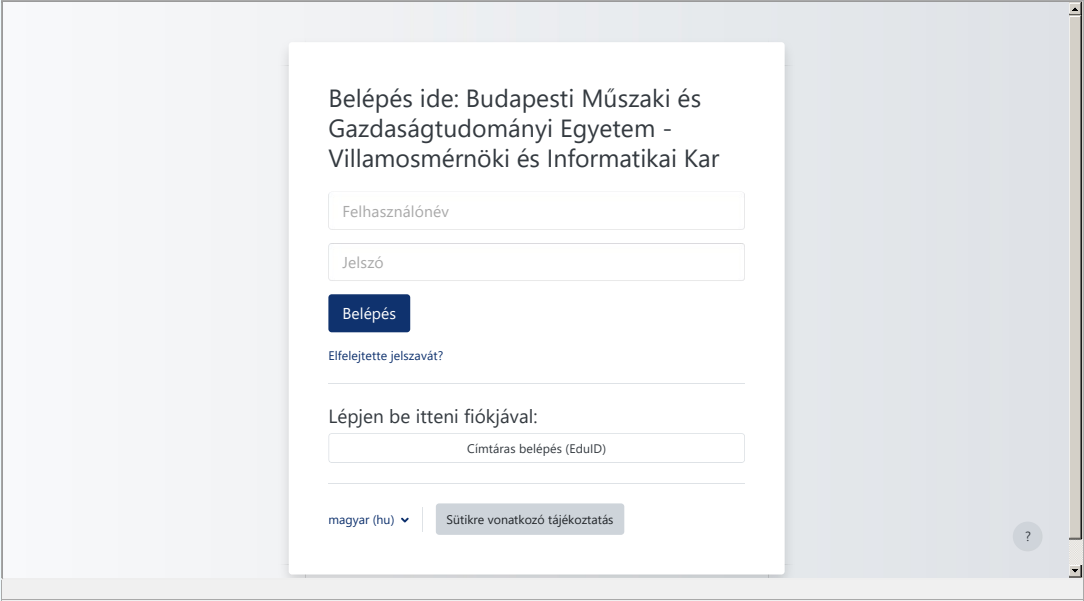 Belépés ide: Budapesti Műszaki és
Gazdaságtudományi Egyetem -
Villamosmérnöki és Informatikai Kar
Felhasználónév
Jelszó
Belépés
Elfelejtette jelszavát?
Lépjen be itteni fiókjával:
Címtáras belépés (EduID)
magyar (hu)
Sütikre vonatkozó tájékoztatás
?